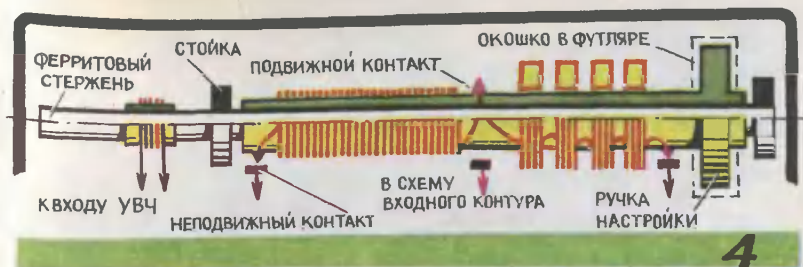 ФЕРРИТОВЫЙ
СТЕРЖЕНЬ
СТОЙКА
ПОДВИЖНОЙ КОНТАКТ
ОКОШКО В ФУТЛЯРЕ
К ВХОДУ УВЧ
НЕПОДВИЖНЫЙ КОНТАКТ
В СХЕМУ
ВХОДНОГО КОНТУРА
РУЧКА
НАСТРОЙКИ
4